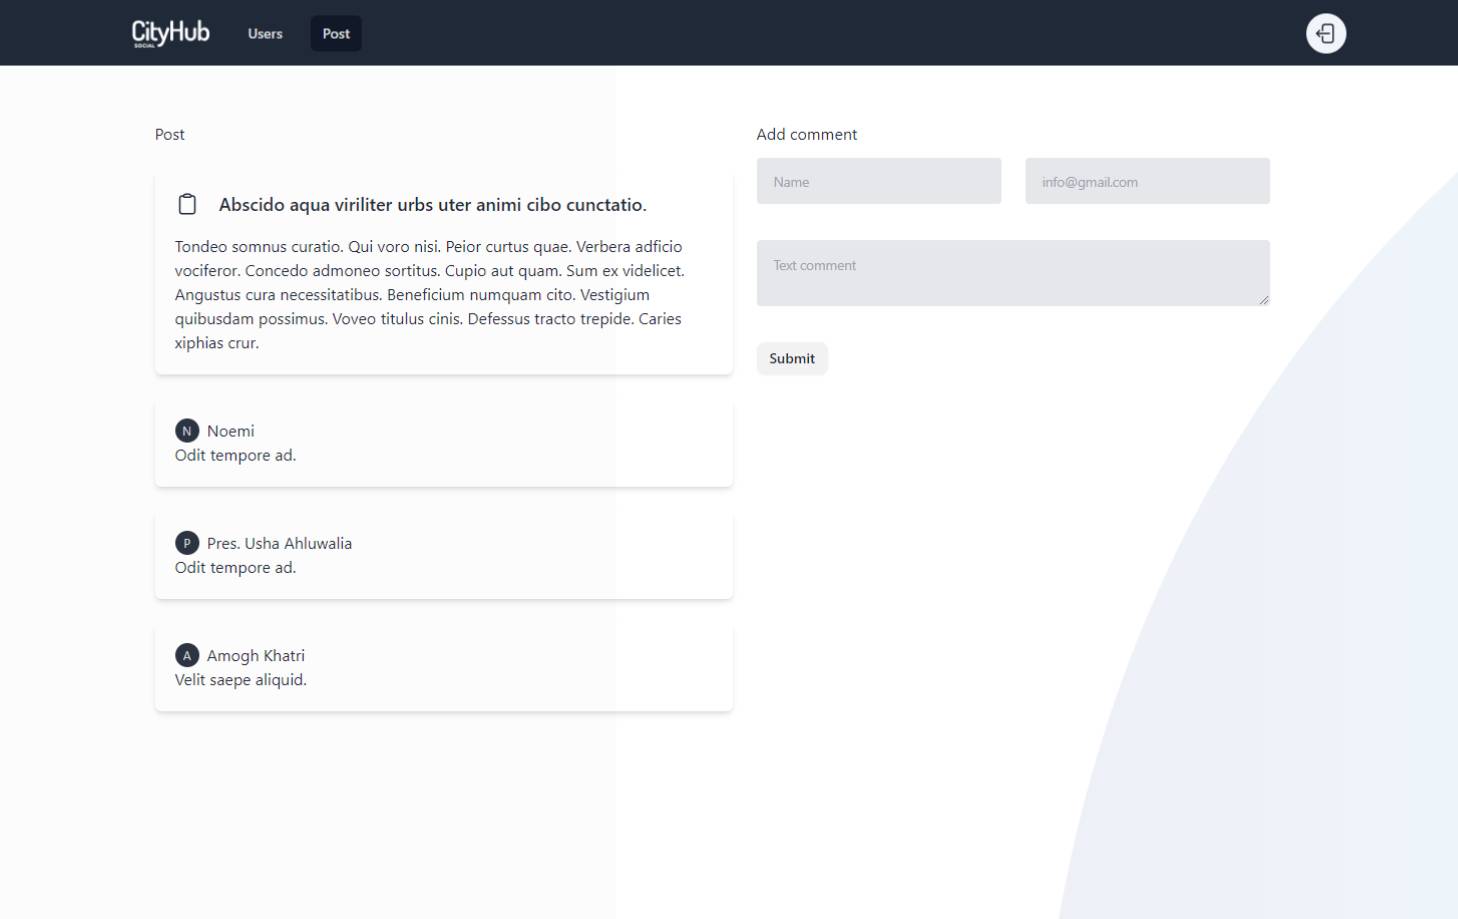 CityHub
SOCIAL
Users
Post
Post
Abscido aqua viriliter urbs uter animi cibo cunctatio.
Tondeo somnus curatio. Qui voro nisi. Peior curtus quae. Verbera adficio
vociferor. Concedo admoneo sortitus. Cupio aut quam. Sum ex videlicet.
Angustus cura necessitatibus. Beneficium numquam cito. Vestigium
quibusdam possimus. Voveo titulus cinis. Defessus tracto trepide. Caries
xiphias crur.
N Noemi
Odit tempore ad.
P Pres. Usha Ahluwalia
Odit tempore ad.
A Amogh Khatri
Velit saepe aliquid.
Add comment
Name
info@gmail.com
Text comment
Submit